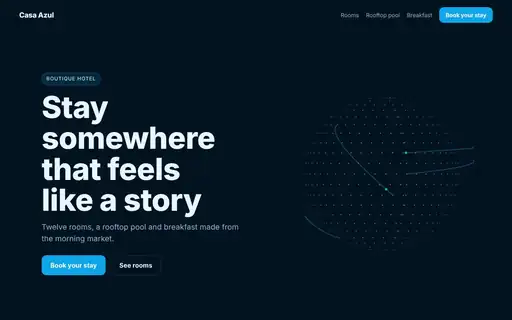 Casa Azul
Rooms
Rooftop pool
Breakfast
Book your stay
BOUTIQUE HOTEL
Stay
somewhere
that feels
like a story
Twelve rooms, a rooftop pool and breakfast made from
the morning market.
Book your stay
See rooms